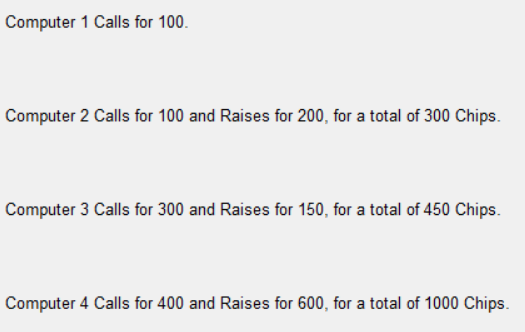 Computer 1 Calls for 100.
Computer 2 Calls for 100 and Raises for 200, for a total of 300 Chips.
Computer 3 Calls for 300 and Raises for 150, for a total of 450 Chips.
Computer 4 Calls for 400 and Raises for 600, for a total of 1000 Chips.